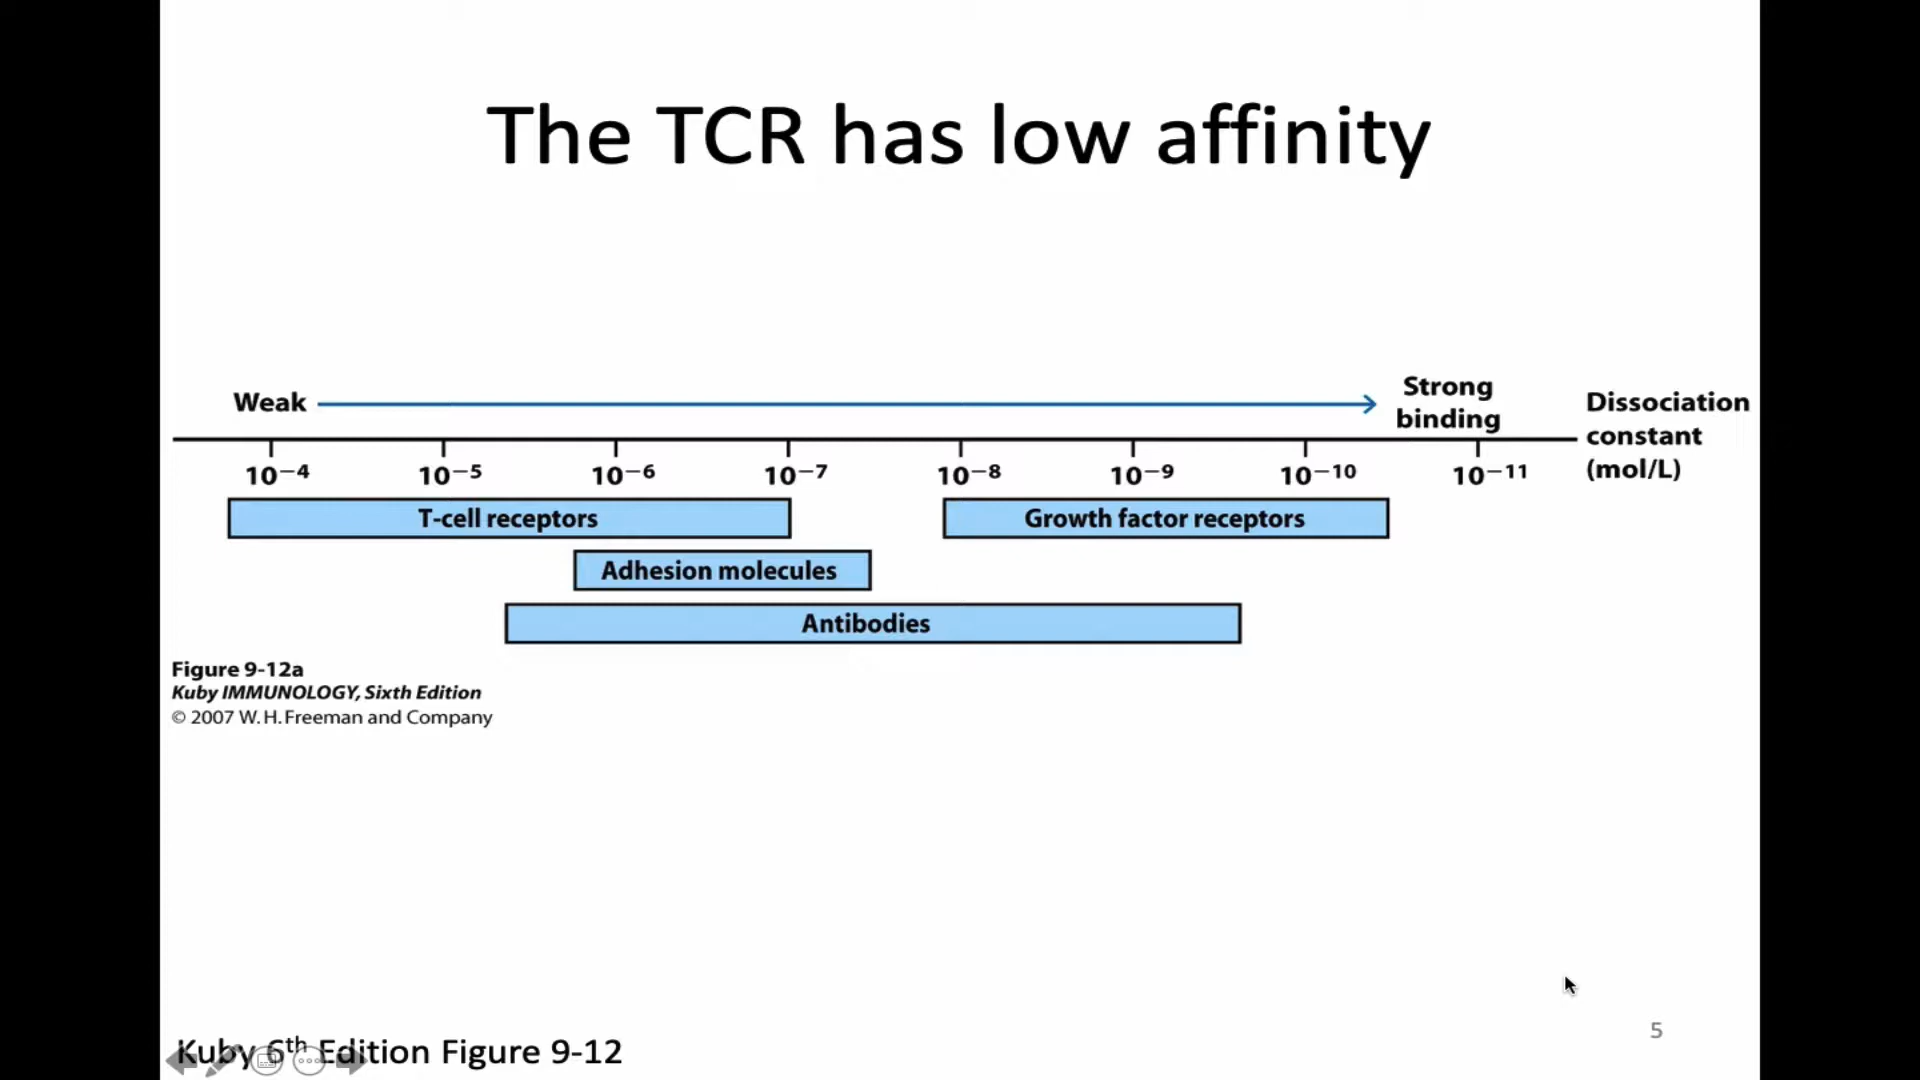 The TCR has low affinity
Weak
Strong
binding
Dissociation
constant
(mol/L)
10⁻⁴ 10⁻⁵ 10⁻⁶ 10⁻⁷ 10⁻⁸ 10⁻⁹ 10⁻¹⁰ 10⁻¹¹
T-cell receptors
Growth factor receptors
Adhesion molecules
Antibodies
Figure 9-12a
Kuby IMMUNOLOGY, Sixth Edition
© 2007 W. H. Freeman and Company
5
Kuby 6th Edition Figure 9-12